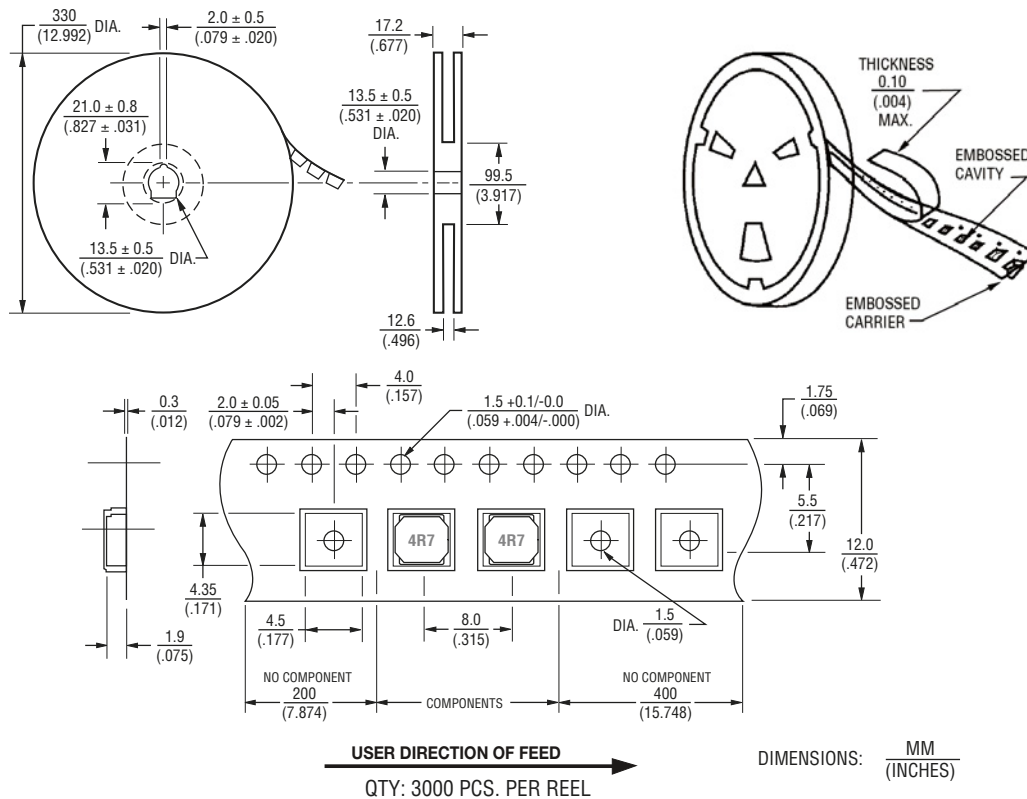 330
(12.992)
DIA.
2.0 ± 0.5
(.079 ± .020)
21.0 ± 0.8
(.827 ± .031)
13.5 ± 0.5
(.531 ± .020)
DIA.
17.2
(.677)
13.5 ± 0.5
(.531 ± .020)
DIA.
99.5
(3.917)
12.6
(.496)
THICKNESS
0.10
(.004)
MAX.
EMBOSSED
CAVITY
EMBOSSED
CARRIER
0.3
(.012)
2.0 ± 0.05
(.079 ± .002)
4.0
(.157)
1.5 +0.1/-0.0
(.059 +.004/-.000)
DIA.
1.75
(.069)
5.5
(.217)
12.0
(.472)
4R7
4R7
4.35
(.171)
1.9
(.075)
4.5
(.177)
8.0
(.315)
DIA.
1.5
(.059)
NO COMPONENT
200
(7.874)
COMPONENTS
NO COMPONENT
400
(15.748)
USER DIRECTION OF FEED
QTY: 3000 PCS. PER REEL
DIMENSIONS:
MM
(INCHES)